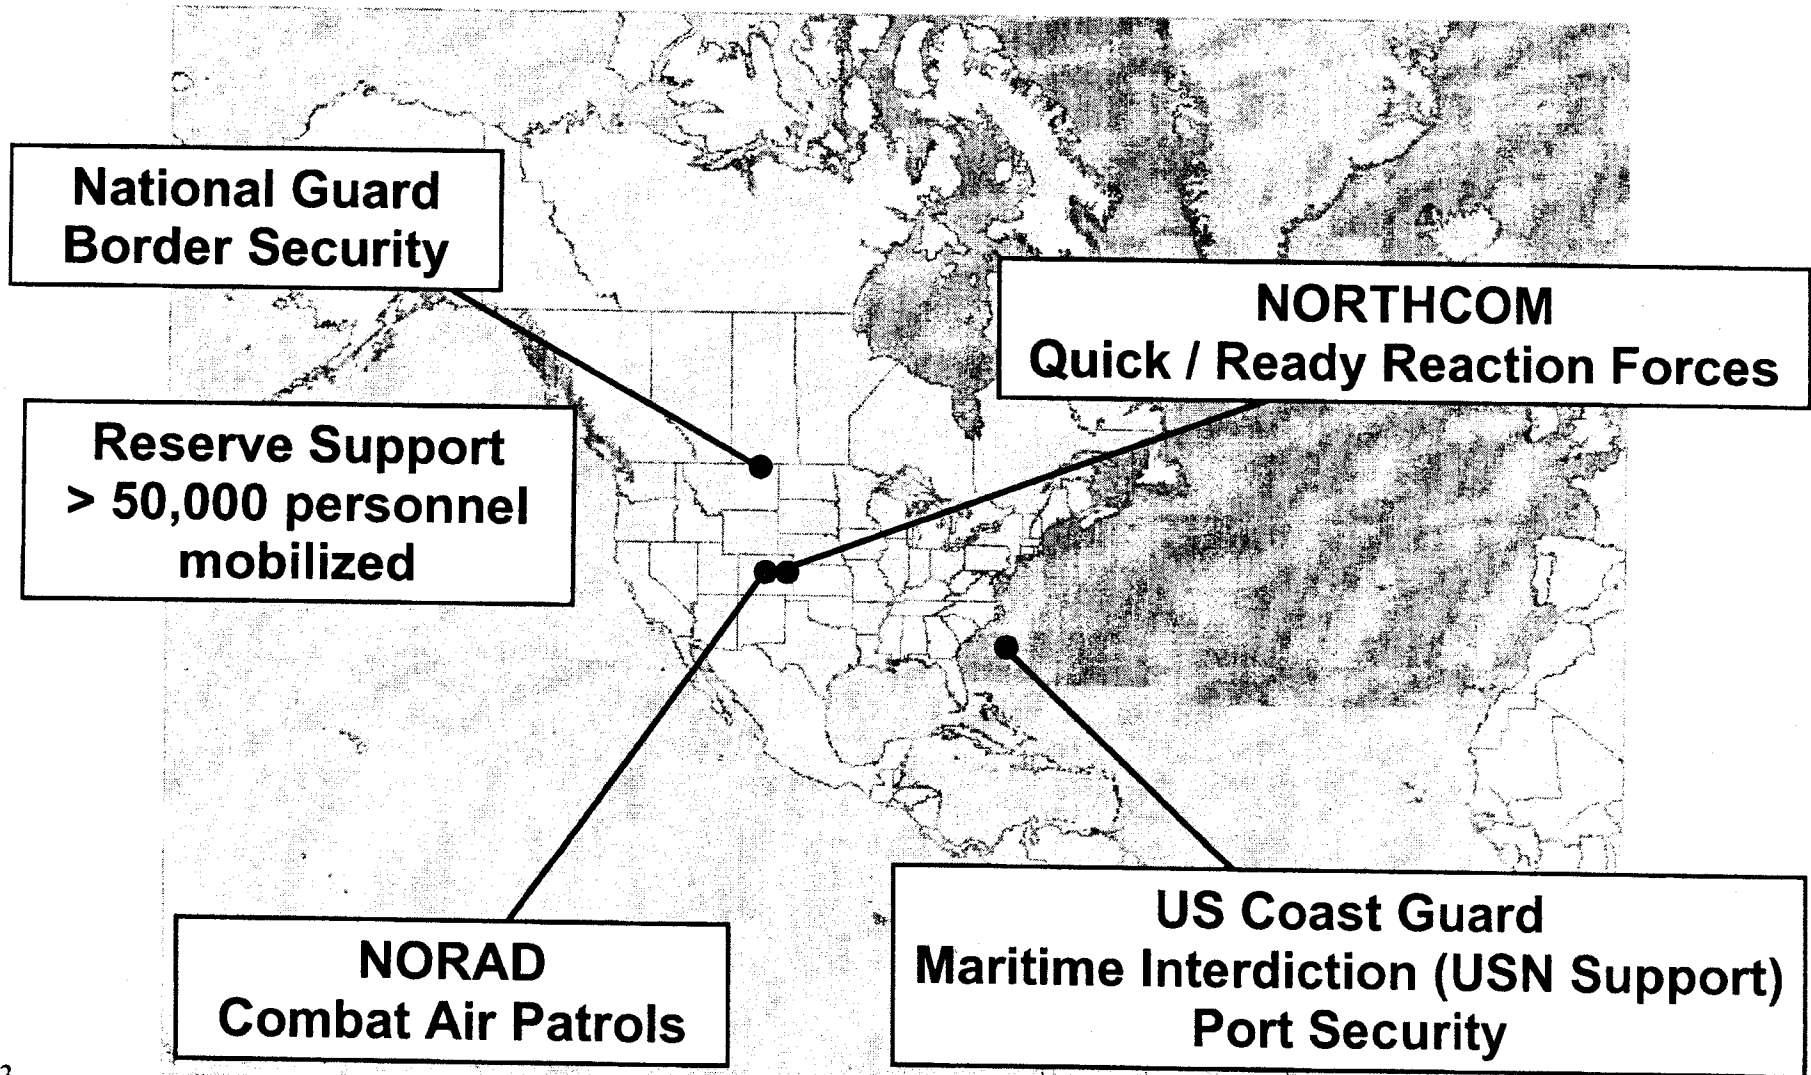 National Guard
Border Security
NORTHCOM
Quick / Ready Reaction Forces
Reserve Support
> 50,000 personnel
mobilized
NORAD
Combat Air Patrols
US Coast Guard
Maritime Interdiction (USN Support)
Port Security